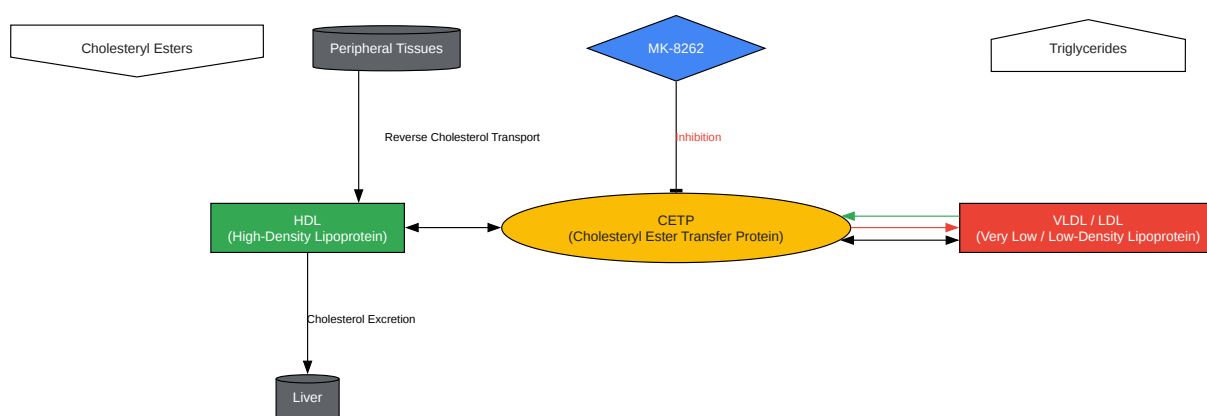 Cholesteryl Esters
Peripheral Tissues
MK-8262
Triglycerides
Reverse Cholesterol Transport
Inhibition
HDL
(High-Density Lipoprotein)
CETP
(Cholesteryl Ester Transfer Protein)
VLDL / LDL
(Very Low / Low-Density Lipoprotein)
Cholesterol Excretion
Liver